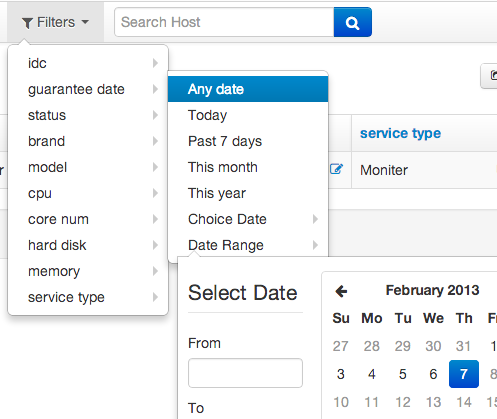 Filters
Search Host
idc
guarantee date
status
brand
model
cpu
core num
hard disk
memory
service type
Any date
Today
Past 7 days
This month
This year
Choice Date
Date Range
service type
Moniter
Select Date
From
To
February 2013
Su Mo Tu We Th Fr
27 28 29 30 31 1
3 4 5 6 7 8
10 11 12 13 14 15